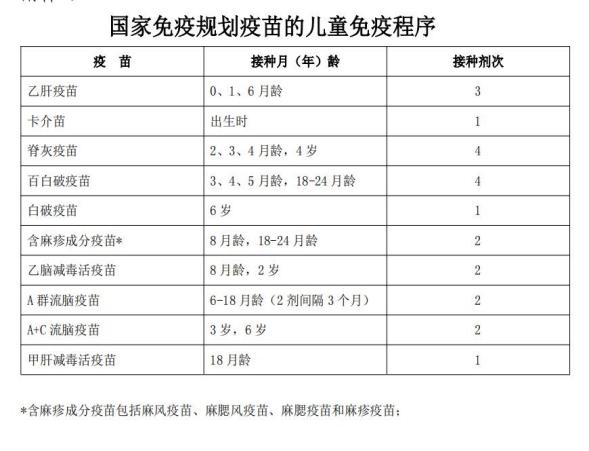 国家免疫规划疫苗的儿童免疫程序
疫 苗 接种月（年）龄 接种剂次
乙肝疫苗 0、1、6 月龄 3
卡介苗 出生时 1
脊灰疫苗 2、3、4 月龄，4 岁 4
百白破疫苗 3、4、5 月龄，18-24 月龄 4
白破疫苗 6 岁 1
含麻疹成分疫苗* 8 月龄，18-24 月龄 2
乙脑减毒活疫苗 8 月龄，2 岁 2
A 群流脑疫苗 6-18 月龄（2 剂间隔 3 个月） 2
A+C 流脑疫苗 3 岁，6 岁 2
甲肝减毒活疫苗 18 月龄 1
*含麻疹成分疫苗包括麻风疫苗、麻腮风疫苗、麻腮疫苗和麻疹疫苗；